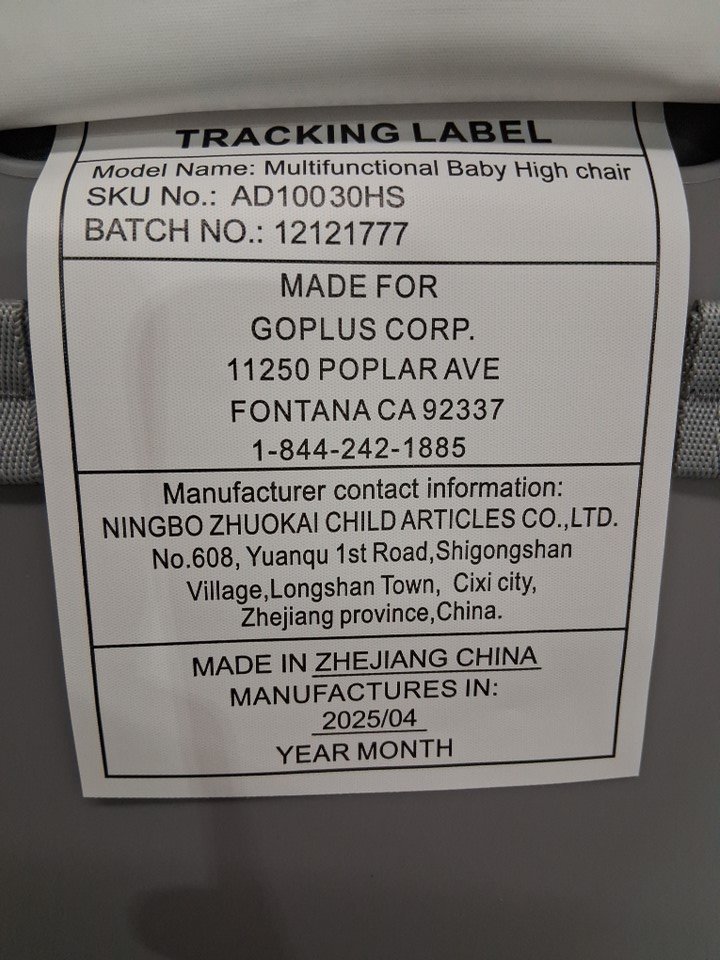 TRACKING LABEL
Model Name: Multifunctional Baby High chair
SKU No.: AD10030HS
BATCH NO.: 12121777
MADE FOR
GOPLUS CORP.
11250 POPLAR AVE
FONTANA CA 92337
1-844-242-1885
Manufacturer contact information:
NINGBO ZHUOKAI CHILD ARTICLES CO.,LTD.
No.608, Yuanqu 1st Road,Shigongshan
Village,Longshan Town, Cixi city,
Zhejiang province,China.
MADE IN ZHEJIANG CHINA
MANUFACTURES IN:
2025/04
YEAR MONTH